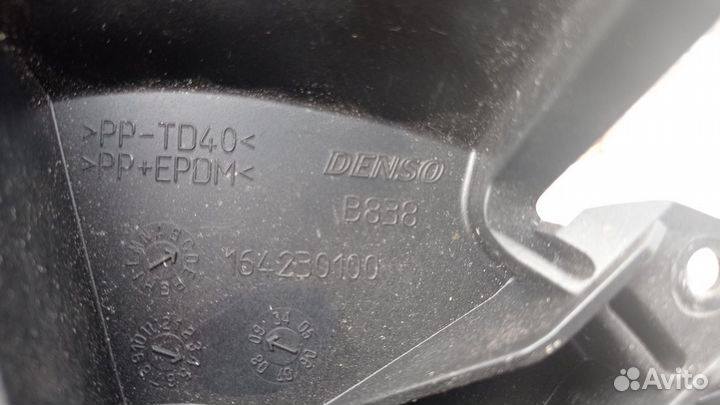 >PP-TD40<
>PP+EPDM<
DENSO
B838
164230100
Avito